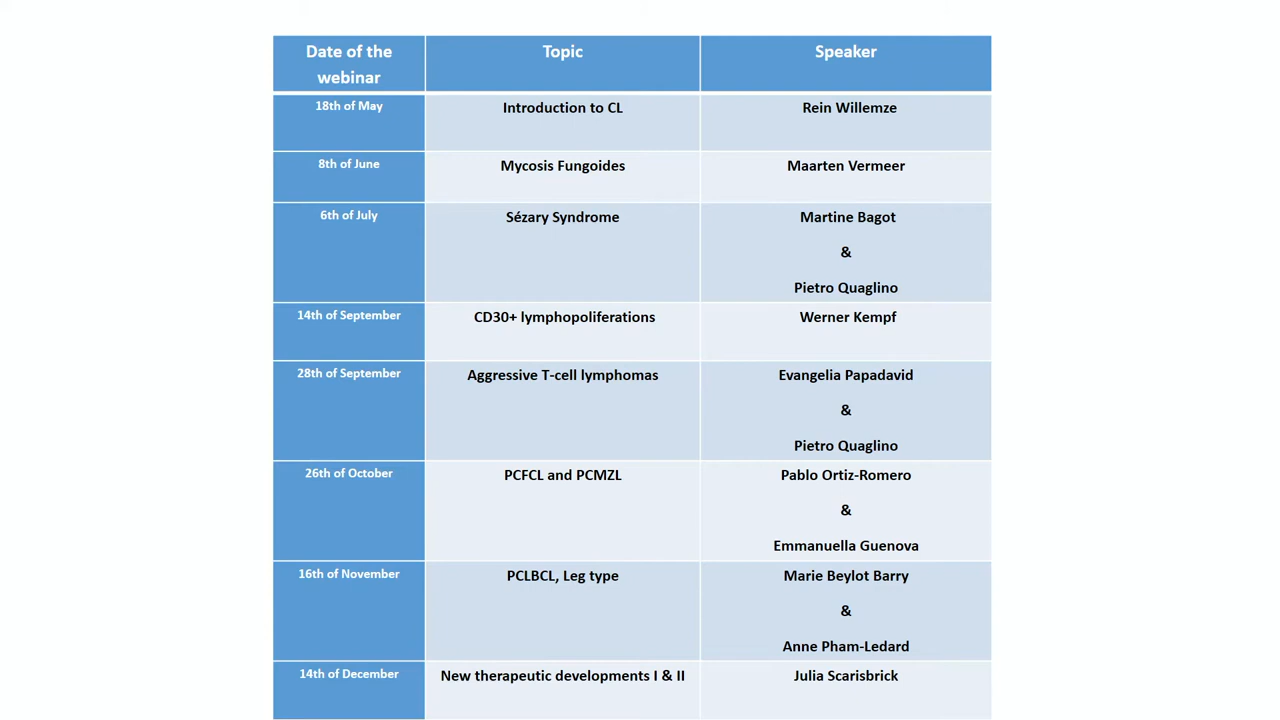 Date of the
webinar
Topic
Speaker
18th of May
Introduction to CL
Rein Willemze
8th of June
Mycosis Fungoides
Maarten Vermeer
6th of July
Sézary Syndrome
Martine Bagot
&
Pietro Quaglino
14th of September
CD30+ lymphopoliferations
Werner Kempf
28th of September
Aggressive T-cell lymphomas
Evangelia Papadavid
&
Pietro Quaglino
26th of October
PCFCL and PCMZL
Pablo Ortiz-Romero
&
Emmanuella Guenova
16th of November
PCLBCL, Leg type
Marie Beylot Barry
&
Anne Pham-Ledard
14th of December
New therapeutic developments I & II
Julia Scarisbrick